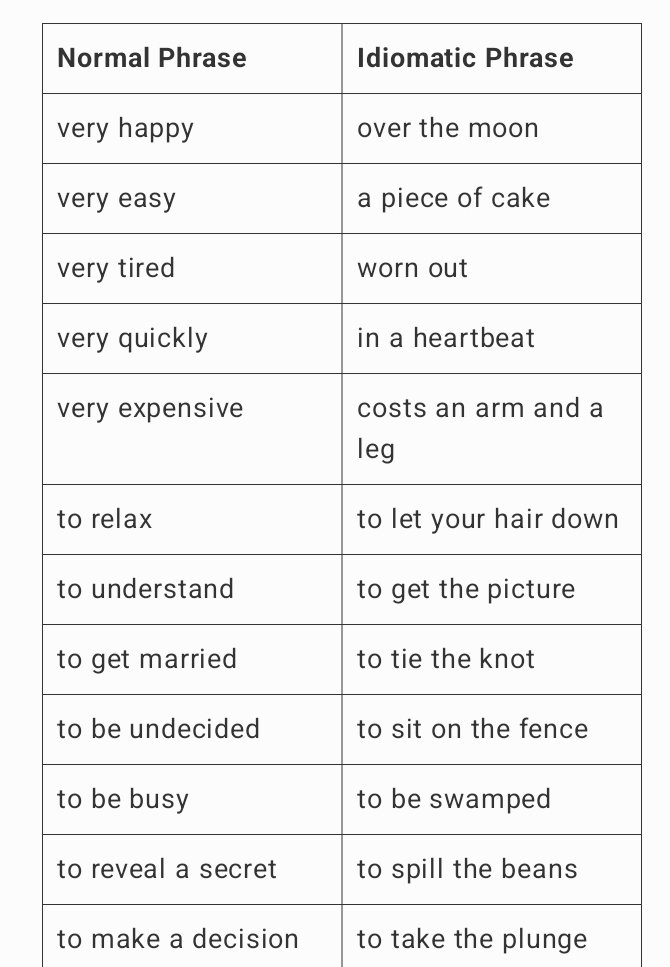 Normal Phrase Idiomatic Phrase
very happy over the moon
very easy a piece of cake
very tired worn out
very quickly in a heartbeat
very expensive costs an arm and a
leg
to relax to let your hair down
to understand to get the picture
to get married to tie the knot
to be undecided to sit on the fence
to be busy to be swamped
to reveal a secret to spill the beans
to make a decision to take the plunge